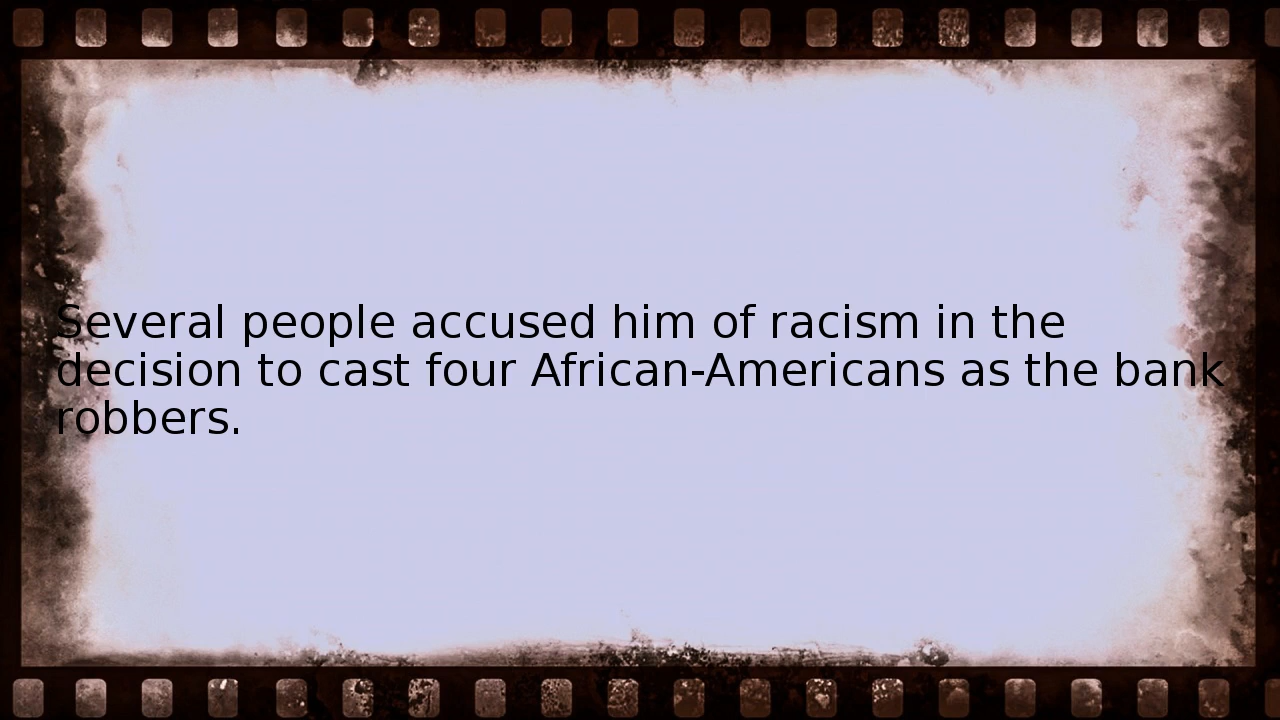 Several people accused him of racism in the
decision to cast four African-Americans as the bank
robbers.